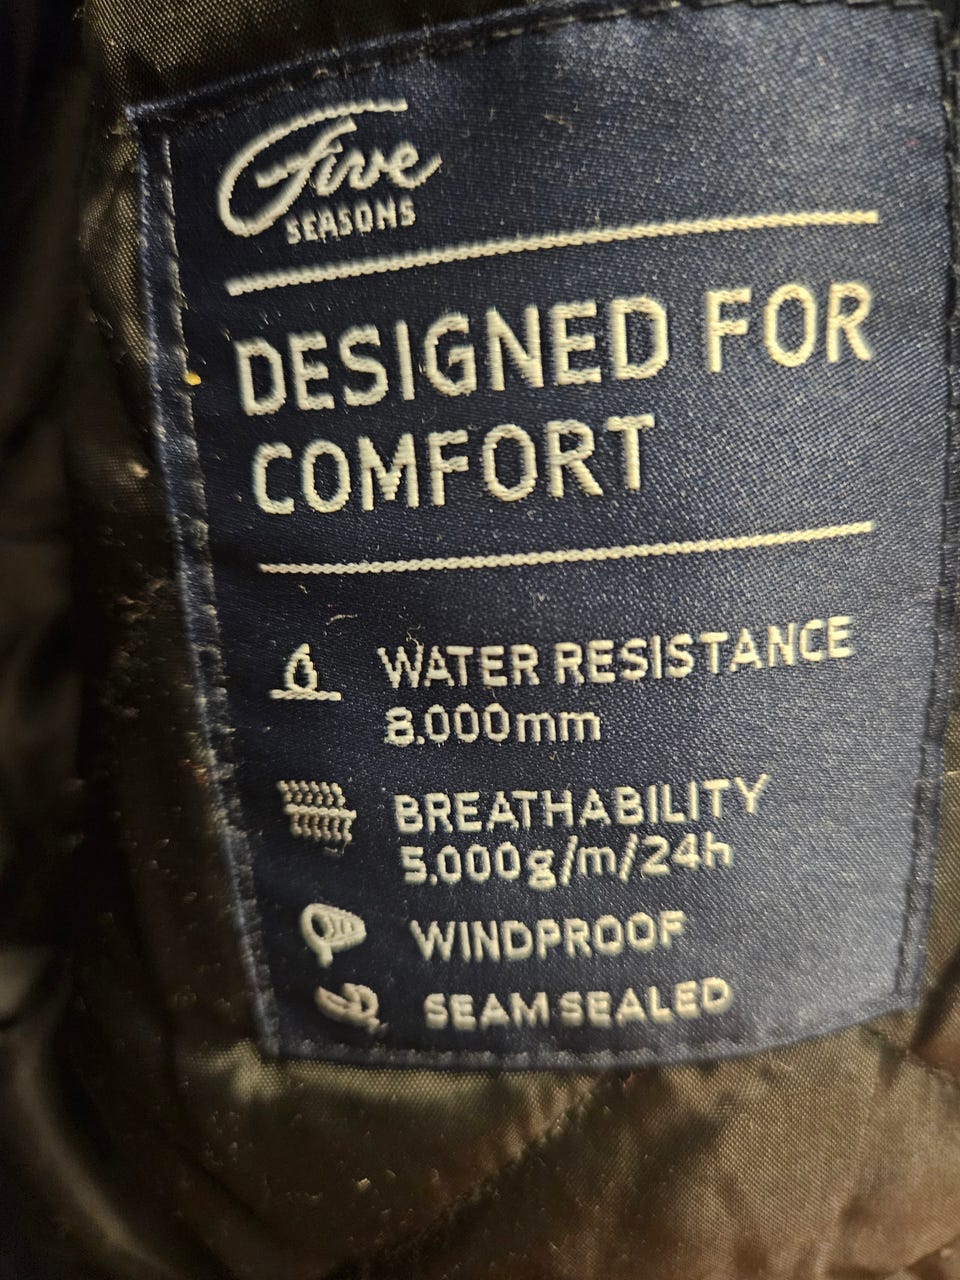 Five
SEASONS
DESIGNED FOR
COMFORT
WATER RESISTANCE
8.000mm
BREATHABILITY
5.000g/m/24h
WINDPROOF
SEAM SEALED